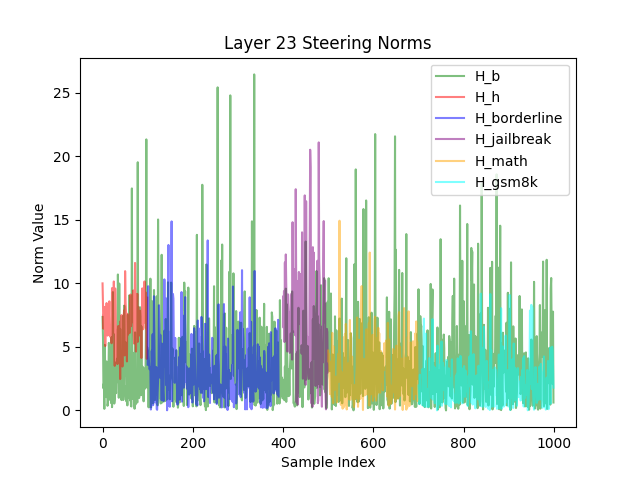 Layer 23 Steering Norms
H_b
H_h
H_borderline
H_jailbreak
H_math
H_gsm8k
25
20
15
10
5
0
Norm Value
0
200
400
600
800
1000
Sample Index